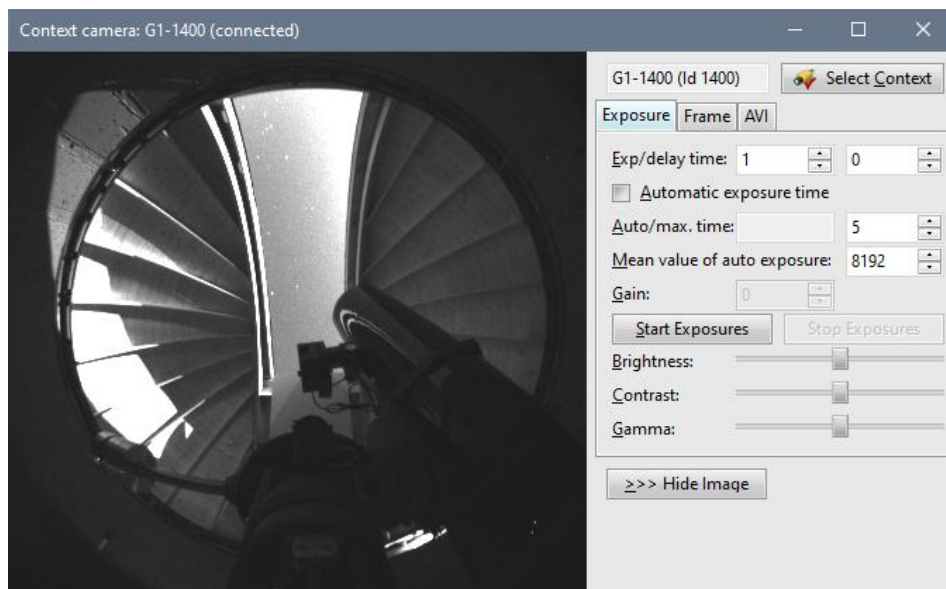 Context camera: G1-1400 (connected)
G1-1400 (Id 1400) Select Context
Exposure Frame AVI
Exp/delay time: 1 0
Automatic exposure time
Auto/max. time: 5
Mean value of auto exposure: 8192
Gain: 0
Start Exposures Stop Exposures
Brightness:
Contrast:
Gamma:
>>> Hide Image